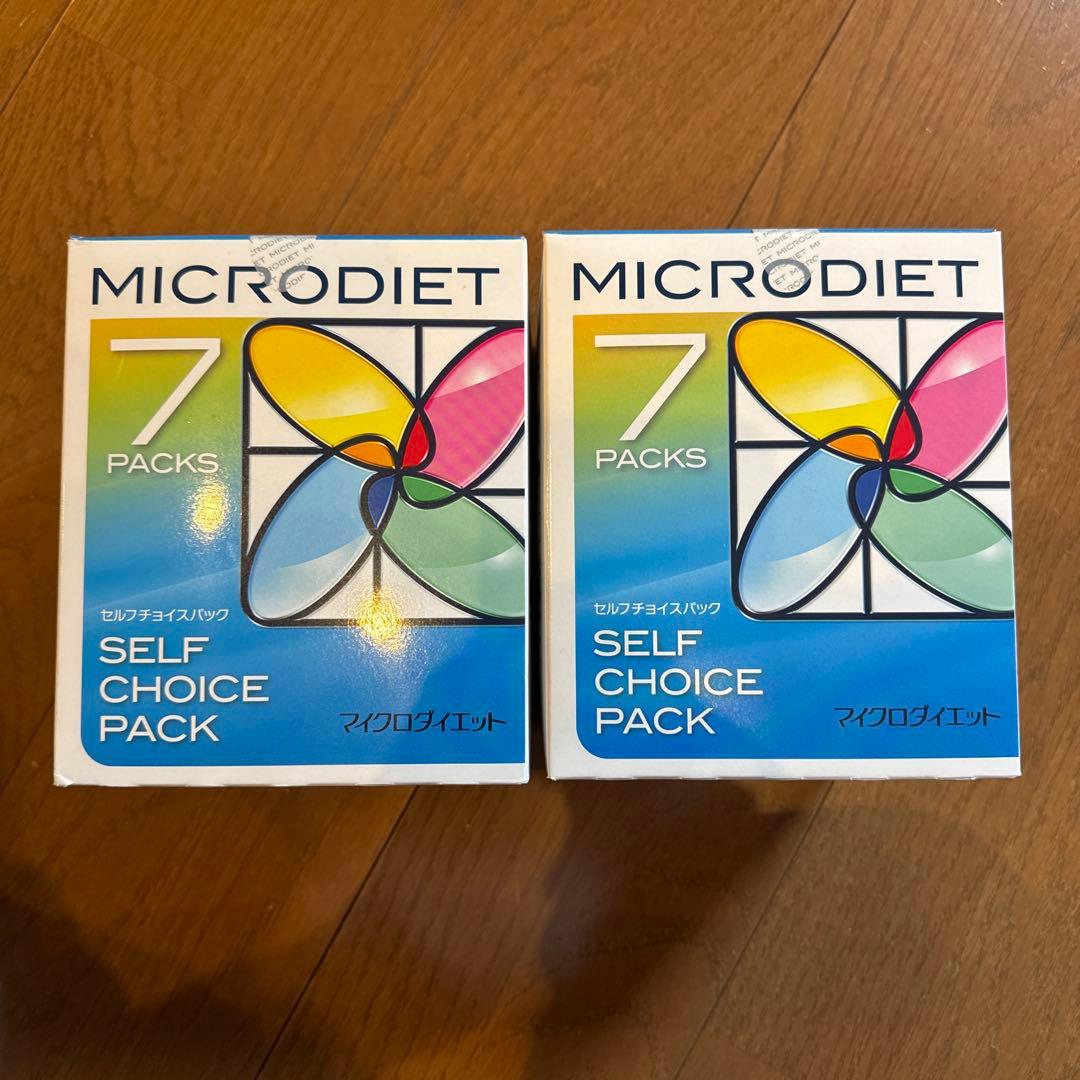 MICRODIET
7
PACKS
セルフチョイスパック
SELF
CHOICE
PACK
マイクロダイエット
MICRODIET
7
PACKS
セルフチョイスパック
SELF
CHOICE
PACK
マイクロダイエット